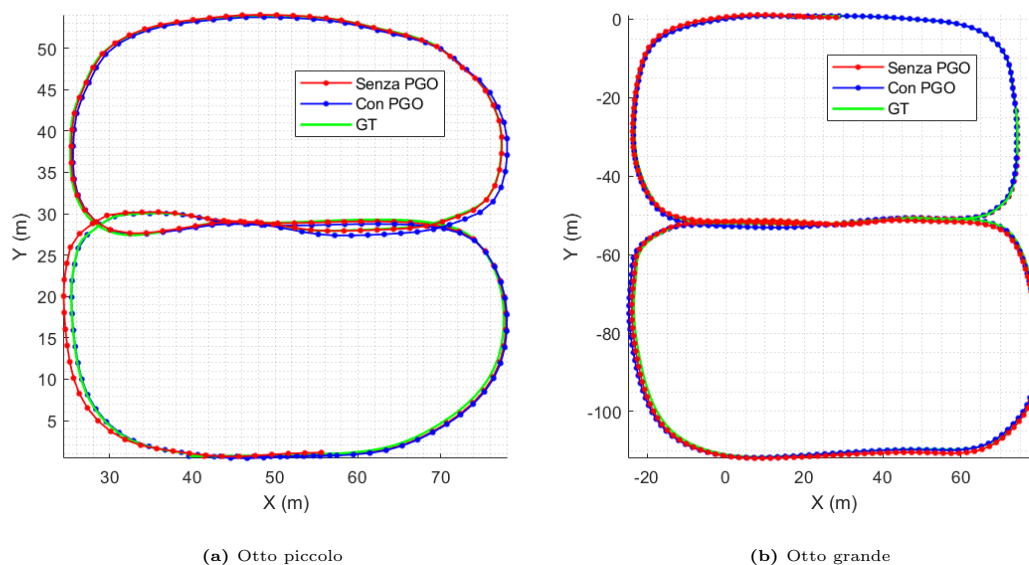 50
45
40
35
30
25
20
15
10
5
30
40
50
60
70
Y (m)
X (m)
Senza PGO
Con PGO
GT
0
-20
-40
-60
-80
-100
-20
0
20
40
60
Y (m)
X (m)
Senza PGO
Con PGO
GT
(a) Otto piccolo
(b) Otto grande